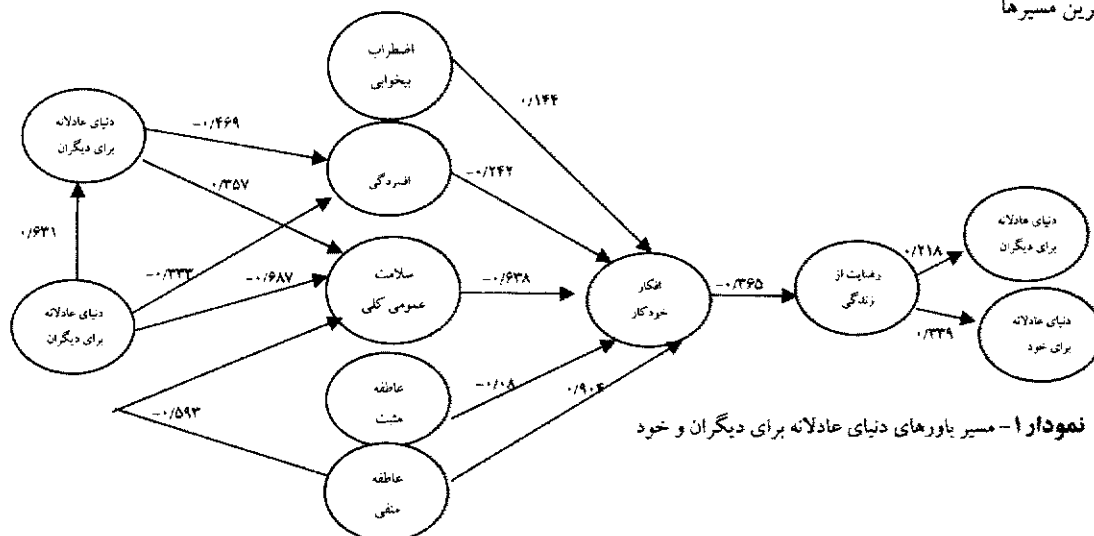 رین مسیرها
اضطراب
بیخوابی
۰/۱۴۴
دنیای عادلانه
برای دیگران
-۰/۴۶۹
افسردگی
-۰/۲۴۲
۰/۳۵۷
۰/۶۳۱
-۰/۳۳۳
-۰/۶۸۷
سلامت
عمومی کلی
-۰/۶۳۸
افکار
خودکار
-۰/۳۶۵
رضایت از
زندگی
۰/۲۱۸
دنیای عادلانه
برای دیگران
۰/۳۳۹
دنیای عادلانه
برای خود
دنیای عادلانه
برای دیگران
-۰/۵۹۳
عاطفه
مثبت
-۰/۰۸
۰/۹۰۴
عاطفه
منفی
نمودار ۱- مسیر باورهای دنیای عادلانه برای دیگران و خود